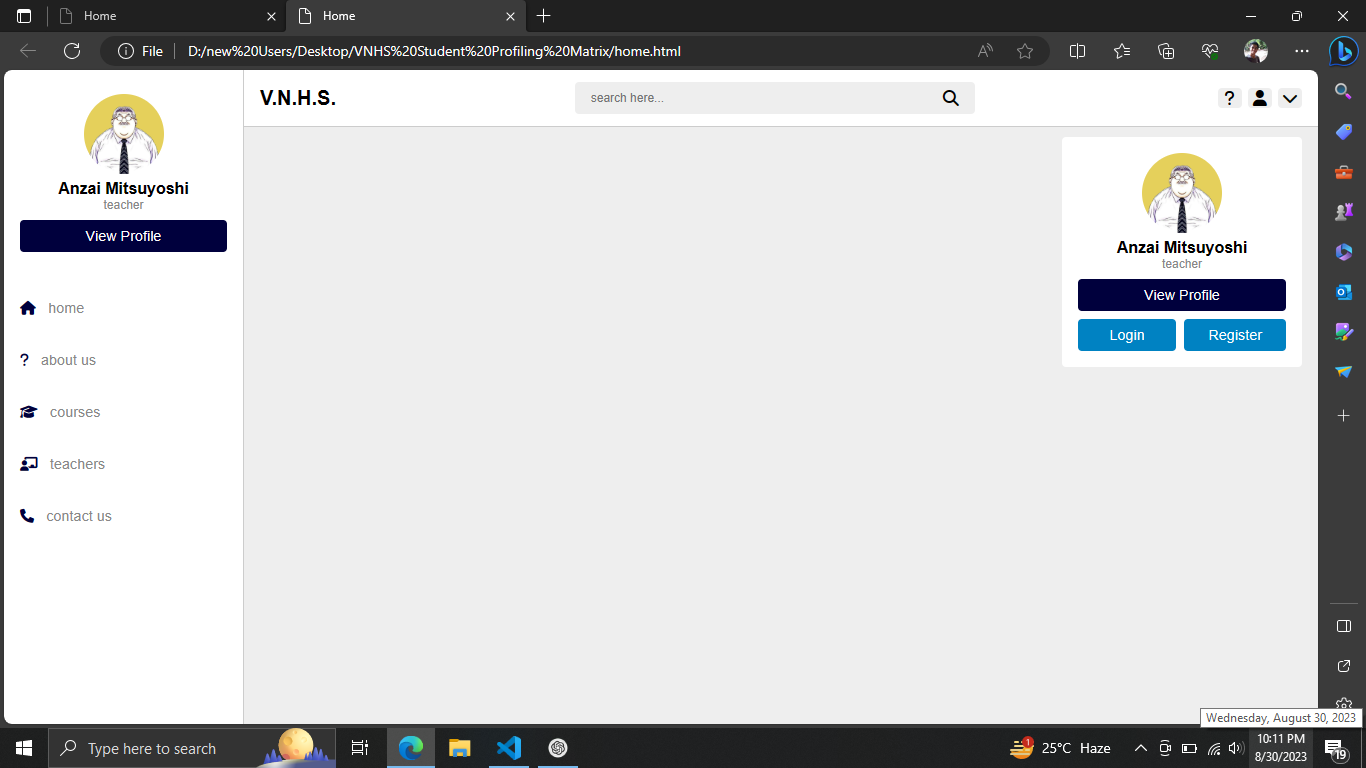 Home
Home
File
D:/new%20Users/Desktop/VNHS%20Student%20Profiling%20Matrix/home.html
V.N.H.S.
search here...
?
Anzai Mitsuyoshi
teacher
View Profile
home
? about us
courses
teachers
contact us
Anzai Mitsuyoshi
teacher
View Profile
Login Register
Wednesday, August 30, 2023
Type here to search
1
25°C Haze
10:11 PM
8/30/2023
19